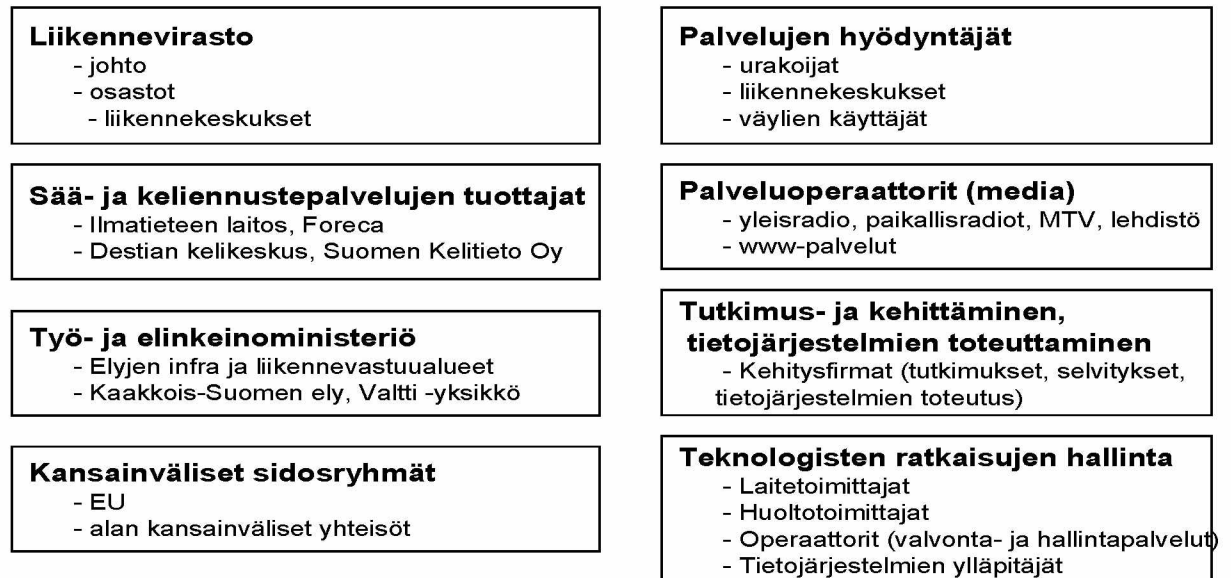 Liikennevirasto
- johto
- osastot
- liikennekeskukset
Sää- ja keliennustepalvelujen tuottajat
- Ilmatieteen laitos, Foreca
- Destian kelikeskus, Suomen Kelitieto Oy
Työ- ja elinkeinoministeriö
- Elyjen infra ja liikennevastuualueet
- Kaakkois-Suomen ely, Valtti -yksikkö
Kansainväliset sidosryhmät
- EU
- alan kansainväliset yhteisöt
Palvelujen hyödyntäjät
- urakoijat
- liikennekeskukset
- väylien käyttäjät
Palveluoperaattorit (media)
- yleisradio, paikallisradiot, MTV, lehdistö
- www-palvelut
Tutkimus- ja kehittäminen,
tietojärjestelmien toteuttaminen
- Kehitysfirmat (tutkimukset, selvitykset,
tietojärjestelmien toteutus)
Teknologisten ratkaisujen hallinta
- Laitetoimittajat
- Huoltotoimittajat
- Operaattorit (valvonta- ja hallintapalvelut)
- Tietojärjestelmien ylläpitäjät